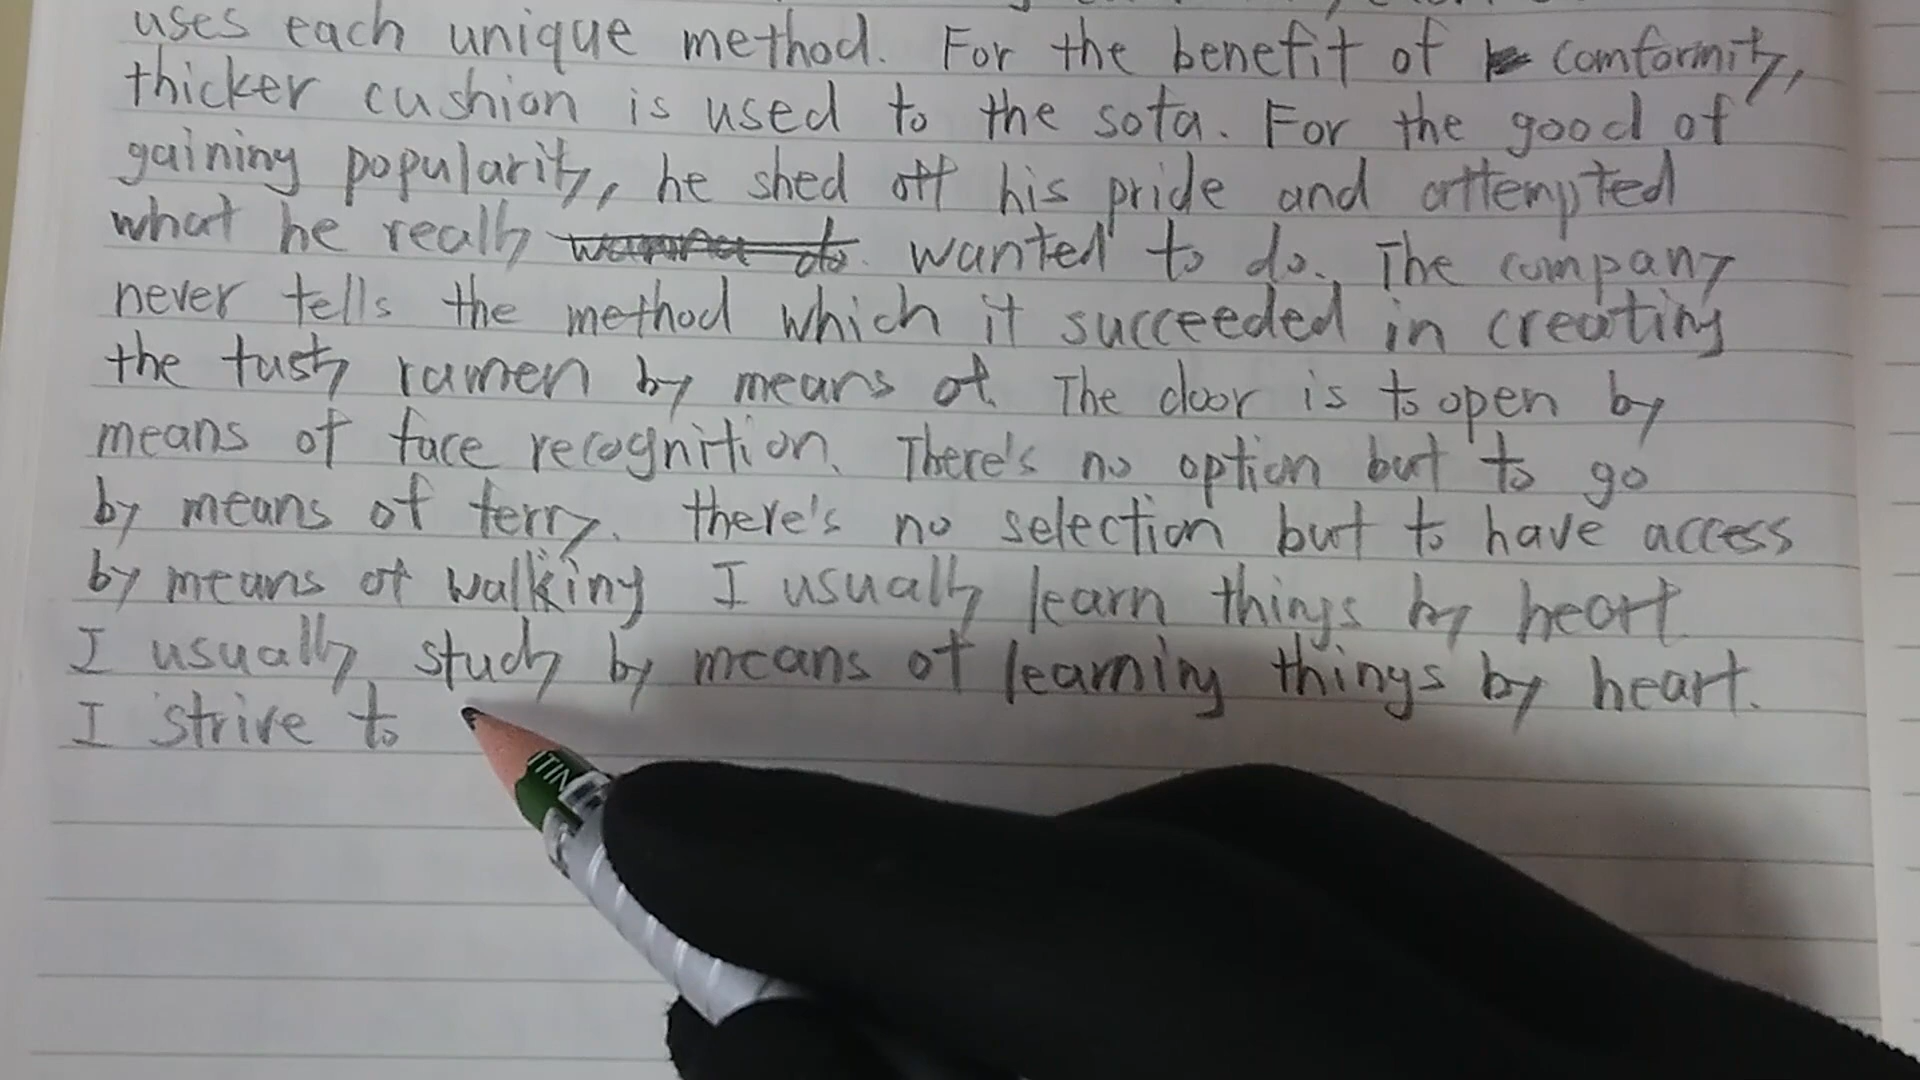 uses each unique method. For the benefit of comformity,
thicker cushion is used to the sofa. For the good of
gaining popularity, he shed off his pride and attempted
what he really wanna do wanted to do. The company
never tells the method which it succeeded in creating
the tasty ramen by means of. The door is to open by
means of face recognition. There's no option but to go
by means of ferry. there's no selection but to have access
by means of walking I usually learn things by heart
I usually study by means of learning things by heart.
I strive to
ITIN